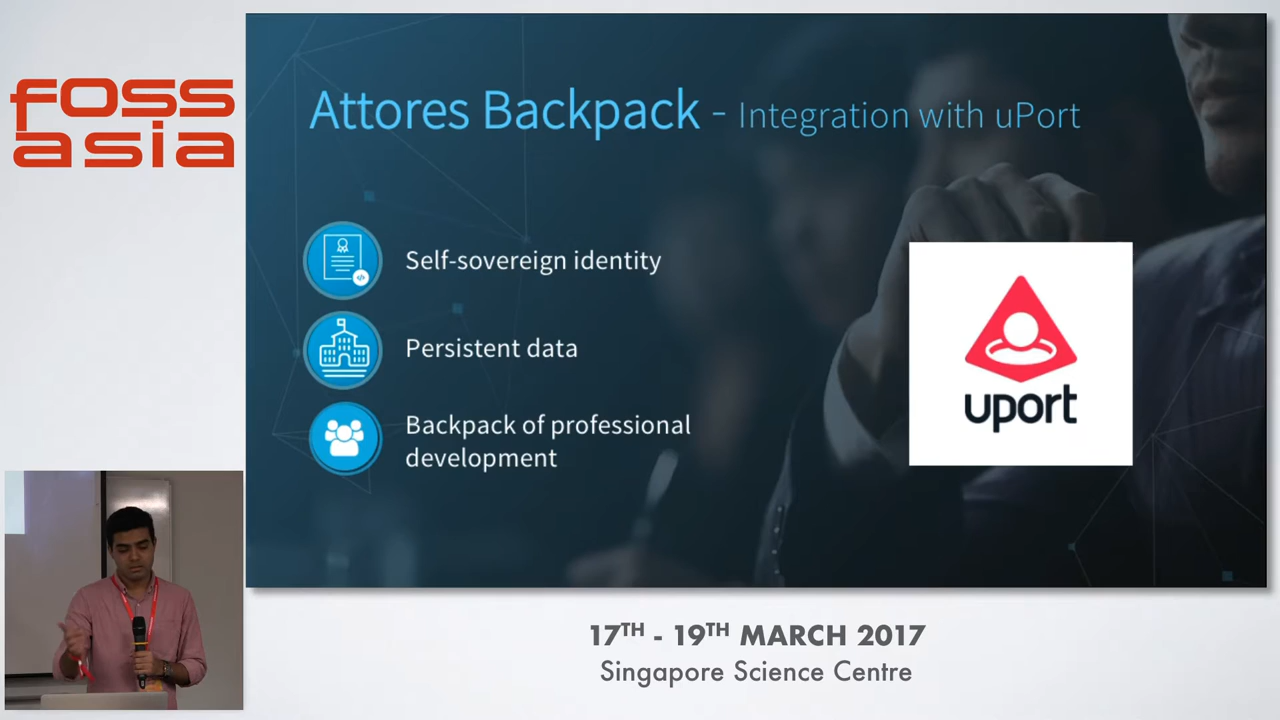 foss
asia
Attores Backpack - Integration with uPort
Self-sovereign identity
Persistent data
Backpack of professional
development
uport
17TH - 19TH MARCH 2017
Singapore Science Centre